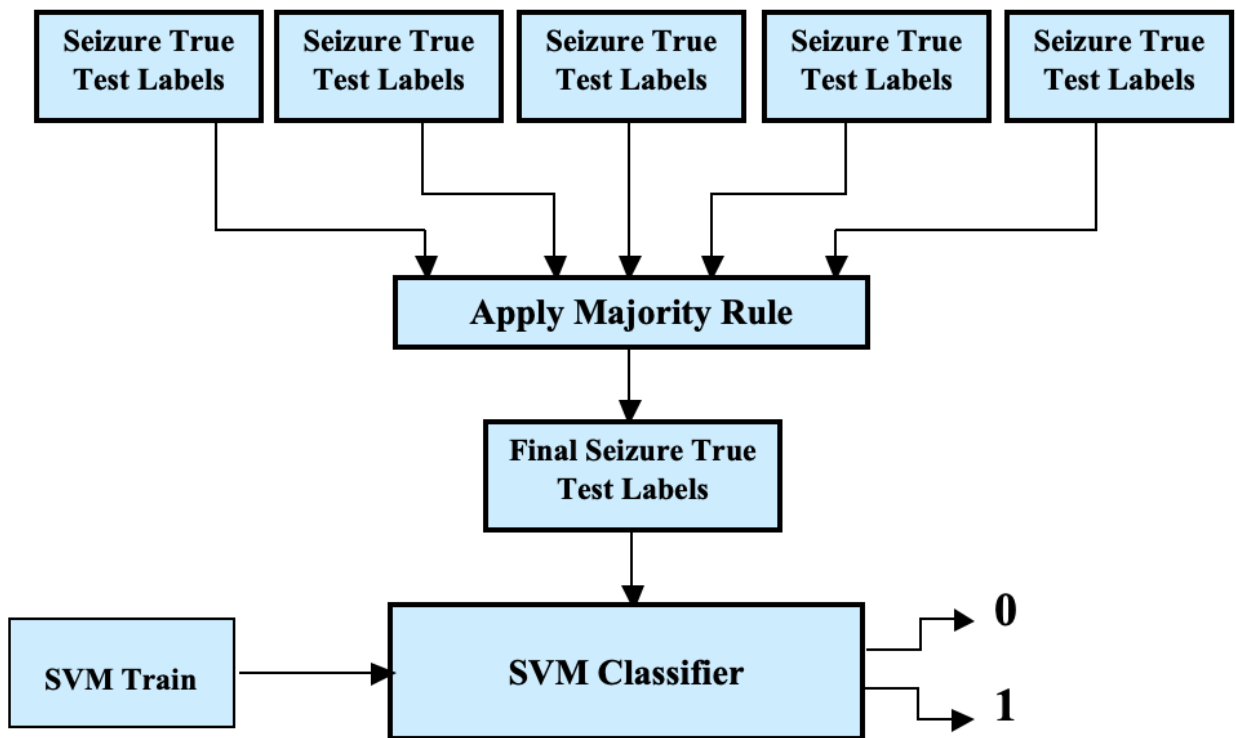 Seizure True
Test Labels
Seizure True
Test Labels
Seizure True
Test Labels
Seizure True
Test Labels
Seizure True
Test Labels
Apply Majority Rule
Final Seizure True
Test Labels
SVM Train
SVM Classifier
0
1